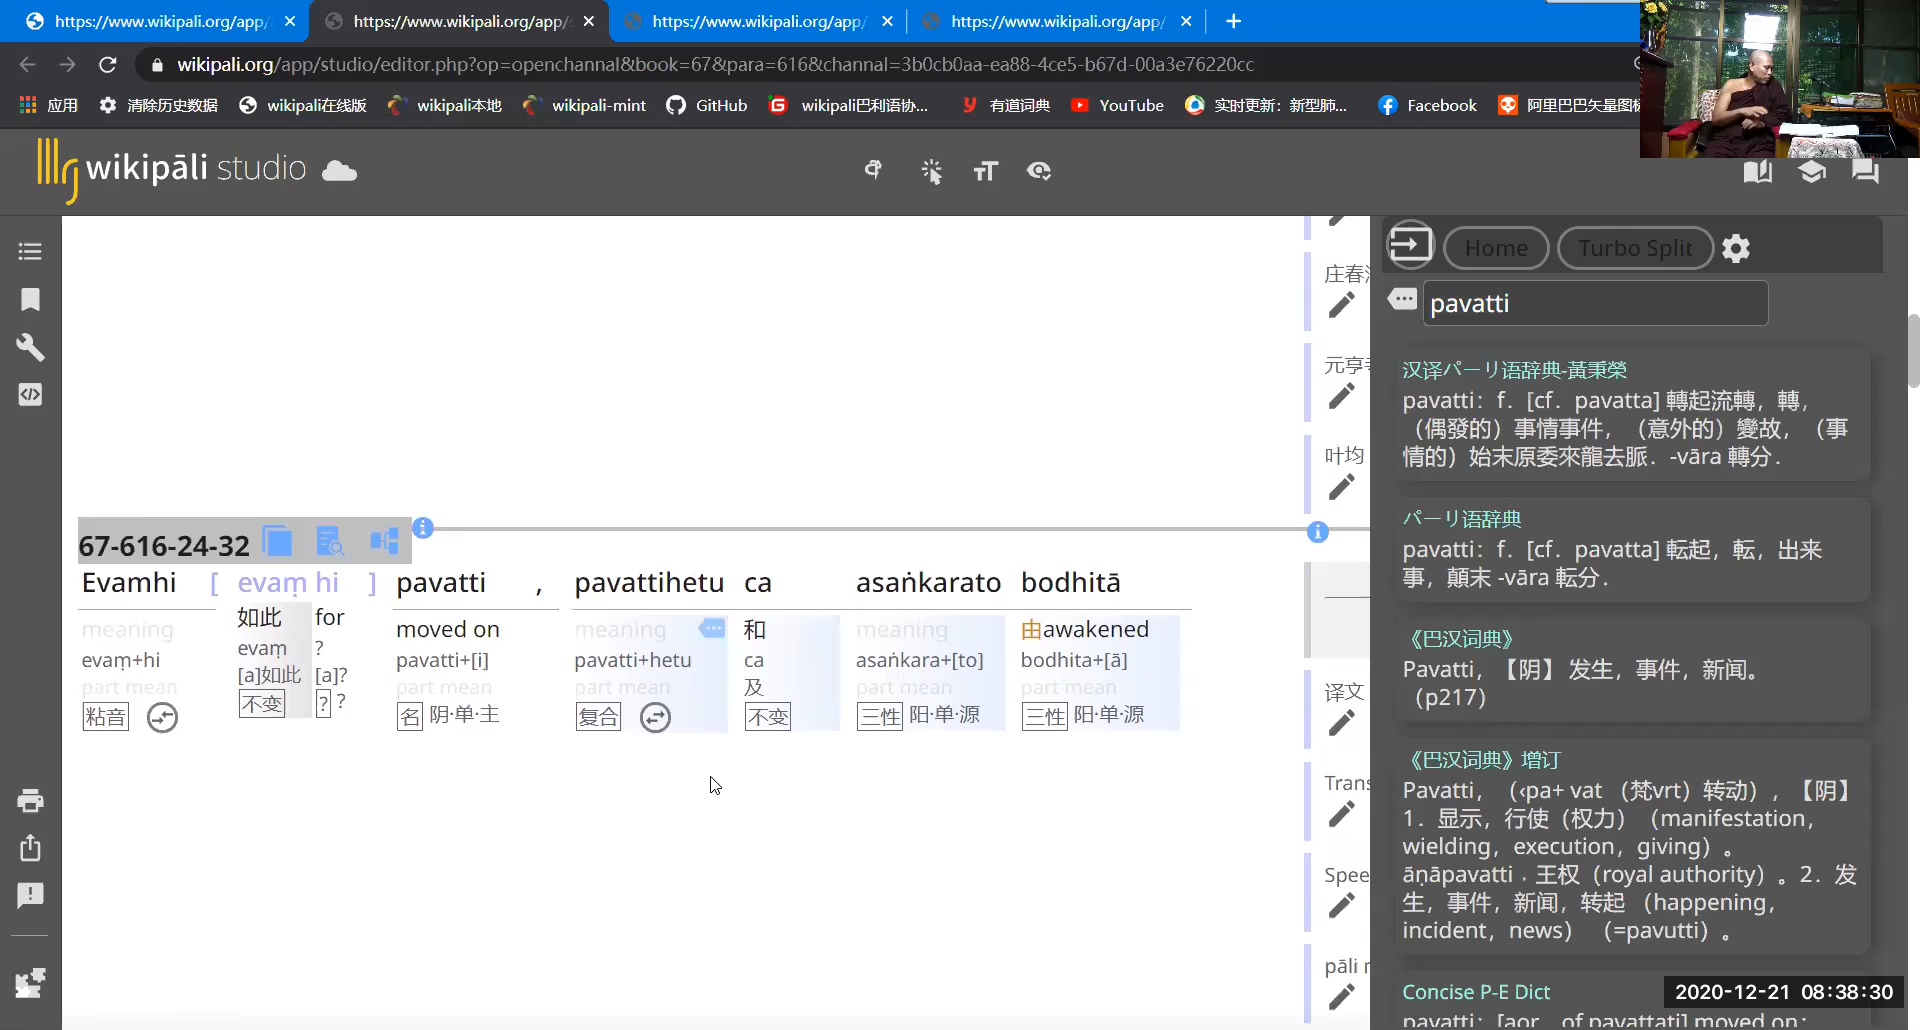 https://www.wikipali.org/app/ https://www.wikipali.org/app/ https://www.wikipali.org/app/ https://www.wikipali.org/app/
wikipali.org/app/studio/editor.php?op=openchannal&book=67&para=616&channal=3b0cb0aa-ea88-4ce5-b67d-00a3e76220cc
应用 清除历史数据 wikipali在线版 wikipali本地 wikipali-mint GitHub wikipali巴利语协... 有道词典 YouTube 实时更新：新型肺... Facebook 阿里巴巴矢量图标
wikipāli studio
67-616-24-32
Evamhi [ evaṃ hi ] pavatti , pavattihetu ca asaṅkarato bodhitā
如此 for
meaning moved on meaning 和 meaning 由awakened
evaṃ ?
evaṃ+hi pavatti+[i] pavatti+hetu ca asaṅkara+[to] bodhita+[ā]
[a]如此 [a]?
part mean part mean part mean 及 part mean part mean
不变 ? ?
粘音 名 阴·单·主 复合 不变 三性 阳·单·源 三性 阳·单·源
庄春
元亨
叶均
译文
Trans
Spee
pāli
Home Turbo Split
pavatti
汉译パーリ语辞典-黃秉榮
pavatti：f． [cf．pavatta] 轉起流轉，轉，
（偶發的）事情事件，（意外的）變故，（事
情的）始末原委來龍去脈．-vāra 轉分．
パーリ语辞典
pavatti：f． [cf．pavatta] 転起，転，出来
事，顛末 -vāra 転分．
《巴汉词典》
Pavatti，【阴】 发生，事件，新闻。
（p217）
《巴汉词典》增订
Pavatti，（‹pa+ vat （梵vrt）转动），【阴】
1．显示，行使（权力）（manifestation，
wielding，execution，giving）。
āṇāpavatti．王权（royal authority）。2．发
生，事件，新闻，转起 （happening，
incident，news）（=pavutti）。
Concise P-E Dict
pavatti：[aor．of pavattati] moved on；
2020-12-21 08:38:30